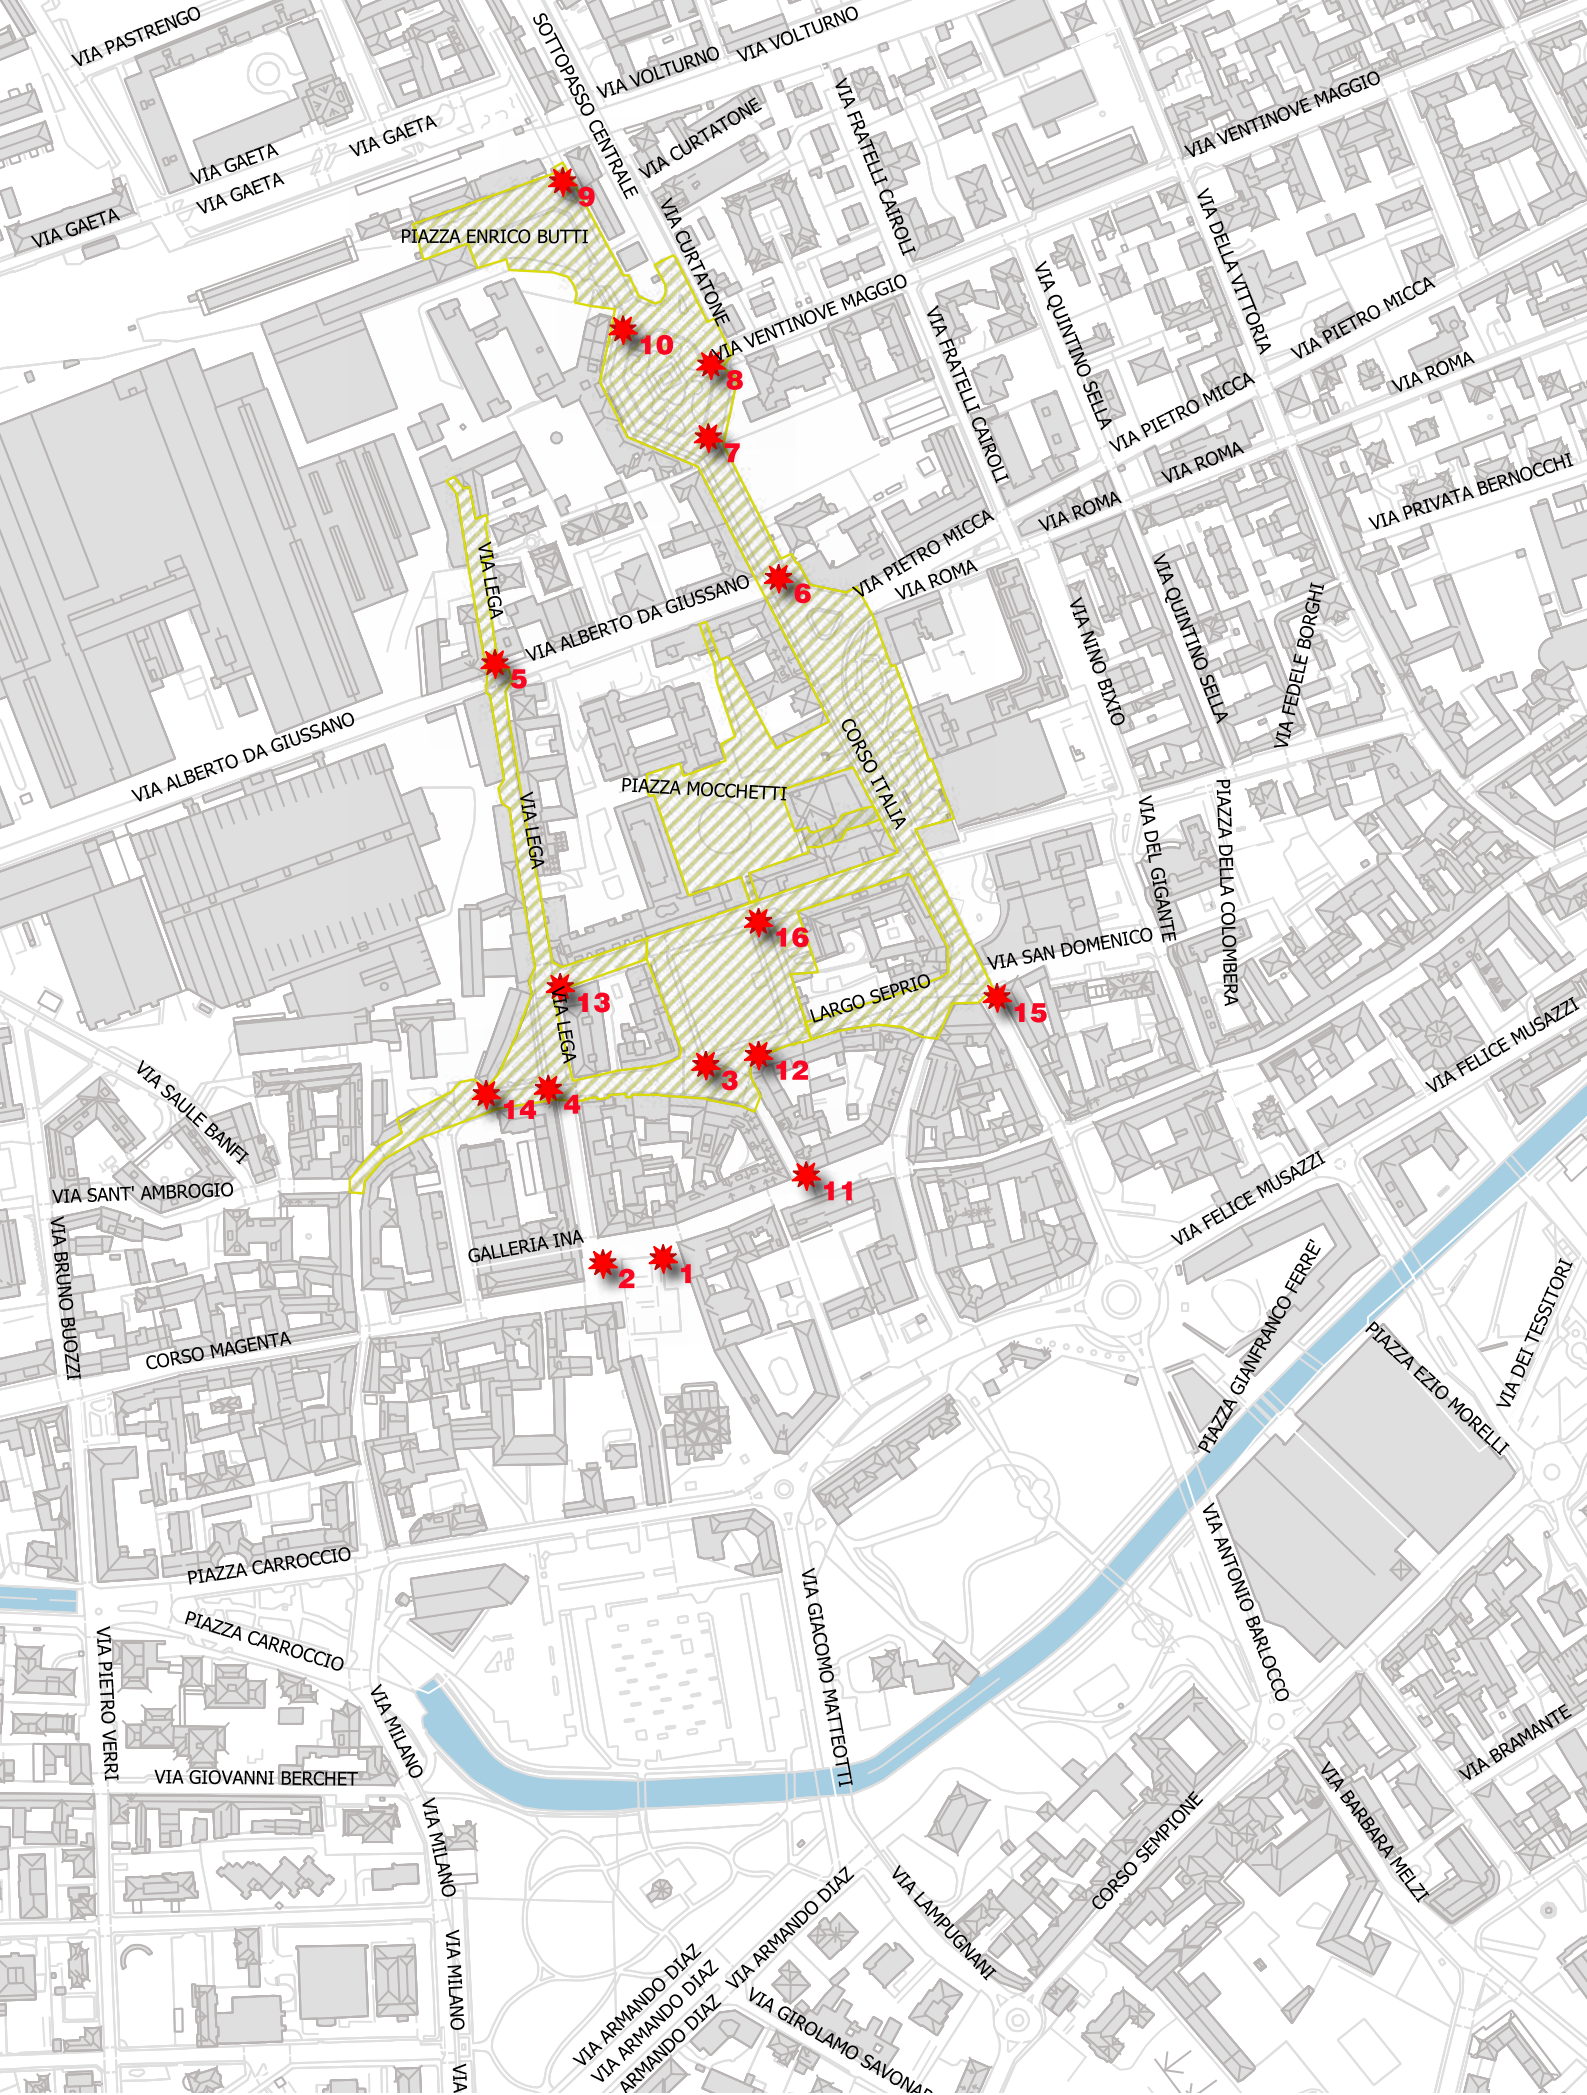 VIA PASTRENGO
SOTTOPASSO CENTRALE
VIA VOLTURNO
VIA VOLTURNO
VIA GAETA
VIA GAETA
VIA GAETA
VIA GAETA
VIA CURTATONE
VIA FRATELLI CAIROLI
VIA VENTINOVE MAGGIO
9
PIAZZA ENRICO BUTTI
VIA CURTATONE
VIA DELLA VITTORIA
VIA QUINTINO SELLA
VIA VENTINOVE MAGGIO
VIA PIETRO MICCA
10
8
VIA FRATELLI CAIROLI
VIA ROMA
VIA PIETRO MICCA
7
VIA ROMA
VIA PRIVATA BERNOCCHI
VIA ROMA
VIA PIETRO MICCA
VIA LEGA
VIA ALBERTO DA GIUSSANO
6
VIA ROMA
VIA QUINTINO SELLA
VIA NINO BIXIO
VIA FEDELE BORGHI
5
VIA ALBERTO DA GIUSSANO
CORSO ITALIA
PIAZZA MOCCHETTI
VIA LEGA
VIA DEL GIGANTE
PIAZZA DELLA COLOMBERA
16
VIA SAN DOMENICO
13
VIA LEGA
LARGO SEPRIO
15
VIA FELICE MUSAZZI
VIA SAULE BANFI
14
4
3
12
VIA SANT' AMBROGIO
11
VIA FELICE MUSAZZI
VIA BRUNO BUOZZI
GALLERIA INA
2
1
PIAZZA GIANFRANCO FERRE'
VIA DEI TESSITORI
CORSO MAGENTA
PIAZZA EZIO MORELLI
VIA ANTONIO BARLOCCO
PIAZZA CARROCCIO
PIAZZA CARROCCIO
VIA GIACOMO MATTEOTTI
VIA PIETRO VERRI
VIA MILANO
VIA BRAMANTE
VIA GIOVANNI BERCHET
VIA BARBARA MELZI
CORSO SEMPIONE
VIA MILANO
VIA LAMPUGNANI
VIA ARMANDO DIAZ
VIA MILANO
VIA ARMANDO DIAZ
VIA ARMANDO DIAZ
ARMANDO DIAZ
VIA GIROLAMO SAVONAR
VIA